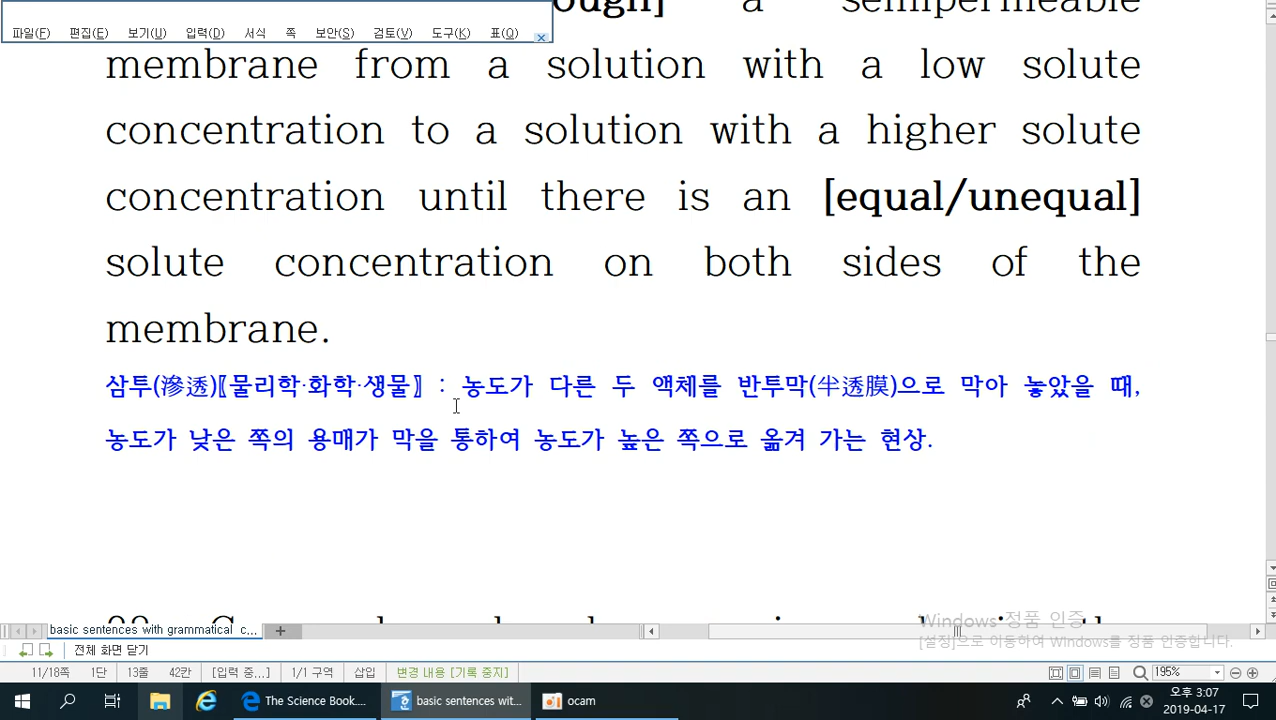 ough] a semipermeable
파일(F) 편집(E) 보기(U) 입력(D) 서식 쪽 보안(S) 검토(V) 도구(K) 표(Q)
membrane from a solution with a low solute
concentration to a solution with a higher solute
concentration until there is an [equal/unequal]
solute concentration on both sides of the
membrane.
삼투(滲透)〖물리학·화학·생물〗 : 농도가 다른 두 액체를 반투막(半透膜)으로 막아 놓았을 때,
농도가 낮은 쪽의 용매가 막을 통하여 농도가 높은 쪽으로 옮겨 가는 현상.
Windows 정품 인증
[설정]으로 이동하여 Windows를 정품 인증합니다.
basic sentences with grammatical c...
전체 화면 닫기
11/18쪽 1단 13줄 42칸 [입력 중...] 1/1 구역 삽입 변경 내용 [기록 중지] 195%
The Science Book.... basic sentences wit... ocam
오후 3:07
2019-04-17